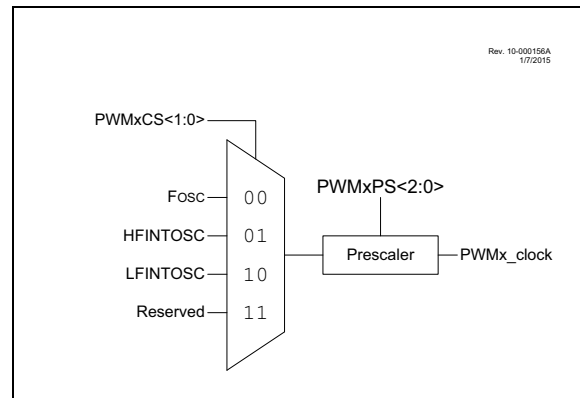 Rev. 10-000156A
1/7/2015
PWMxCS<1:0>
FOSC
00
PWMxPS<2:0>
HFINTOSC
01
Prescaler
PWMx_clock
LFINTOSC
10
Reserved
11